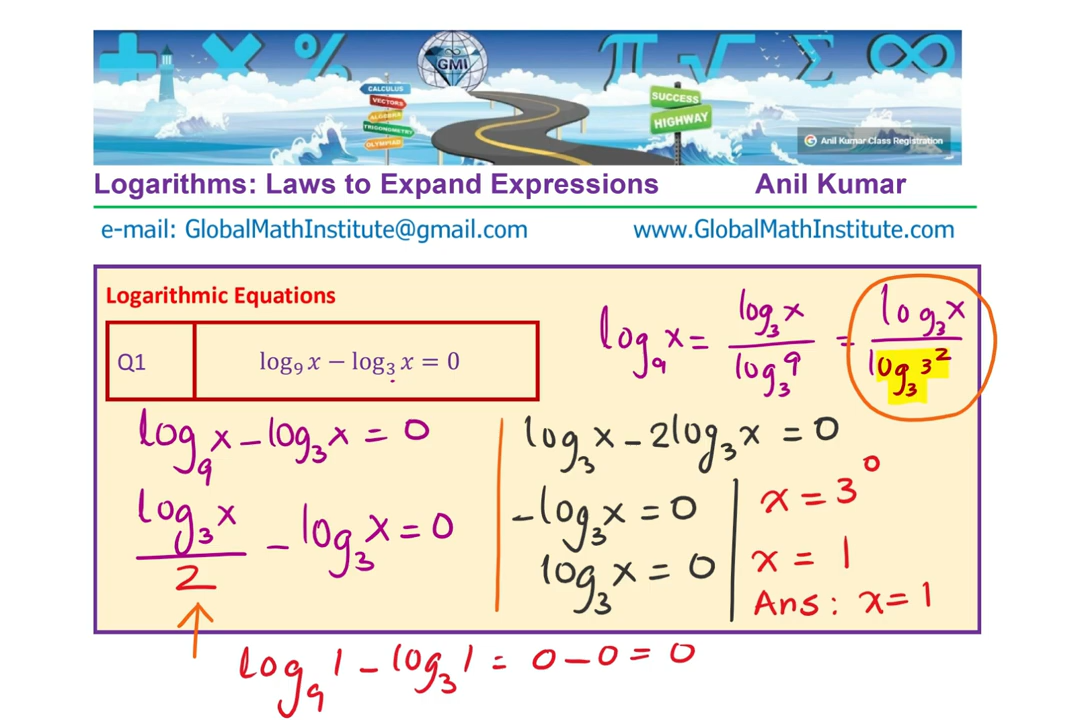 + × % GMI π √ Σ ∞
CALCULUS
VECTORS
ALGEBRA
TRIGONOMETRY
OLYMPIAD
SUCCESS
HIGHWAY
Anil Kumar Class Registration
Logarithms: Laws to Expand Expressions Anil Kumar
e-mail: GlobalMathInstitute@gmail.com www.GlobalMathInstitute.com
Logarithmic Equations
Q1 log₉ x − log₃ x = 0
log₉ x = log₃ x / log₃ 9 = log₃ x / log₃ 3²
log₉ x − log₃ x = 0
log₃ x / 2 − log₃ x = 0
log₃ x − 2log₃ x = 0
−log₃ x = 0
log₃ x = 0
x = 3⁰
x = 1
Ans: x = 1
log₉ 1 − log₃ 1 = 0 − 0 = 0